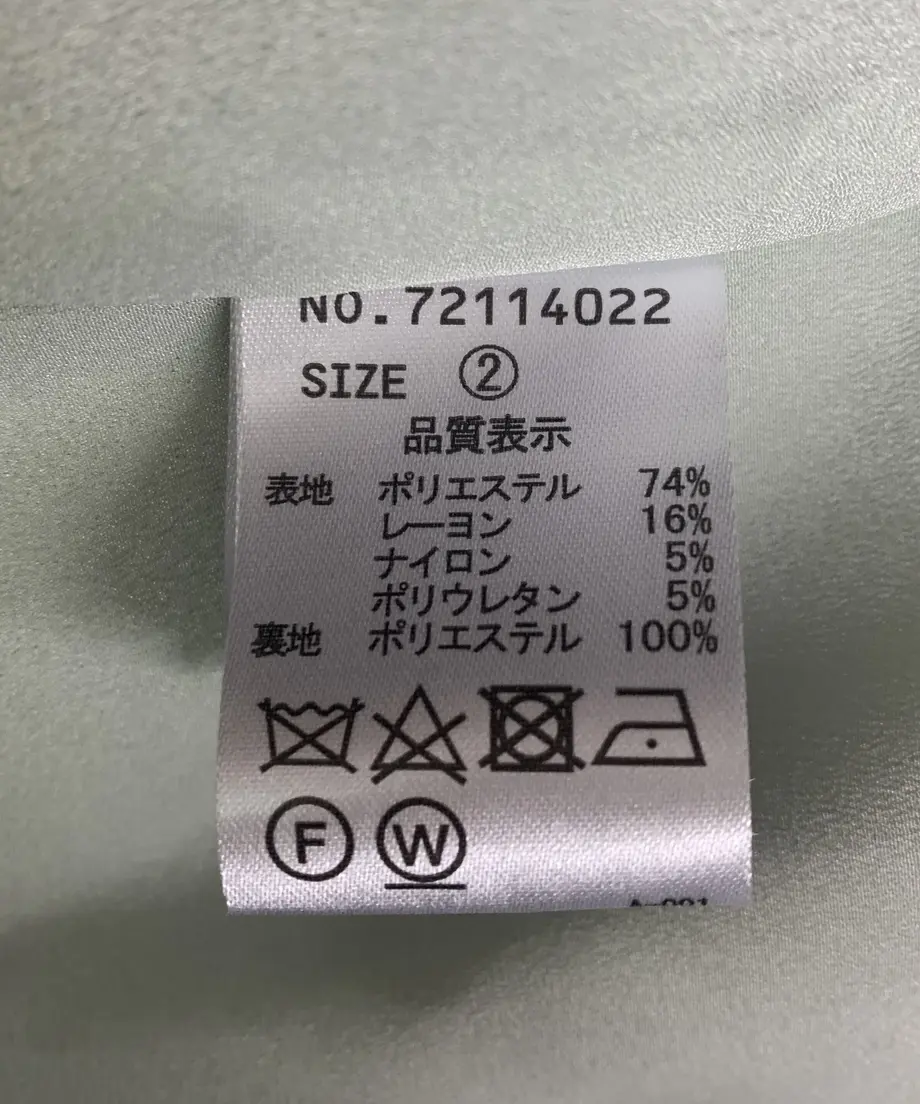 NO.72114022
SIZE ②
品質表示
表地 ポリエステル 74%
レーヨン 16%
ナイロン 5%
ポリウレタン 5%
裏地 ポリエステル 100%
F W